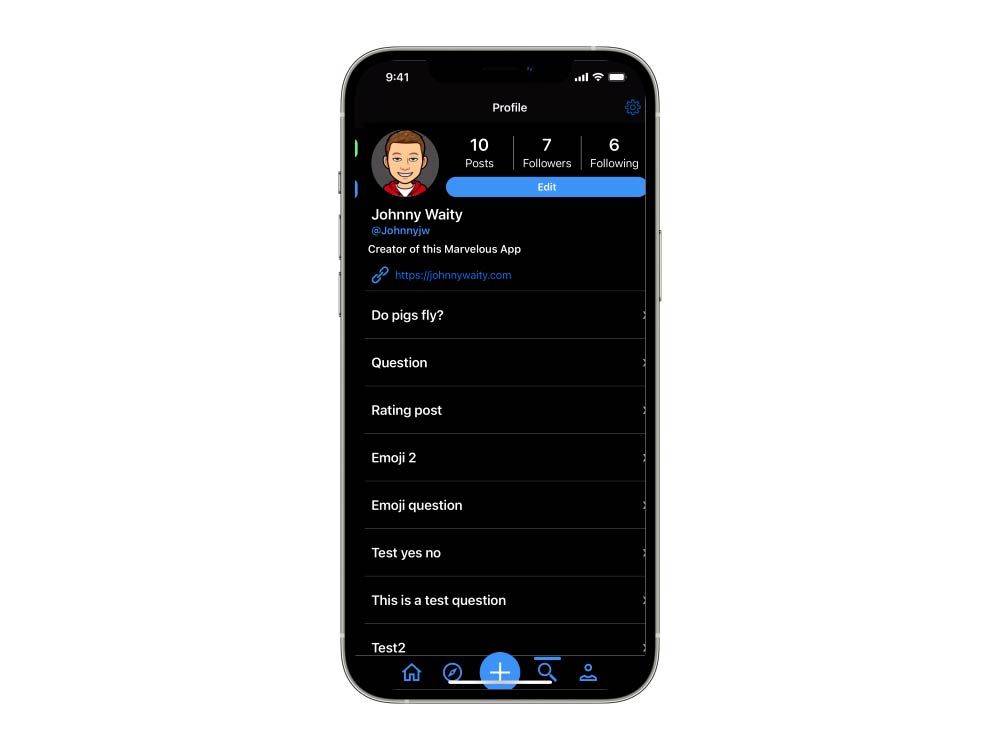 9:41
Profile
10 7 6
Posts Followers Following
Edit
Johnny Waity
@Johnnyjw
Creator of this Marvelous App
https://johnnywaity.com
Do pigs fly?
Question
Rating post
Emoji 2
Emoji question
Test yes no
This is a test question
Test2